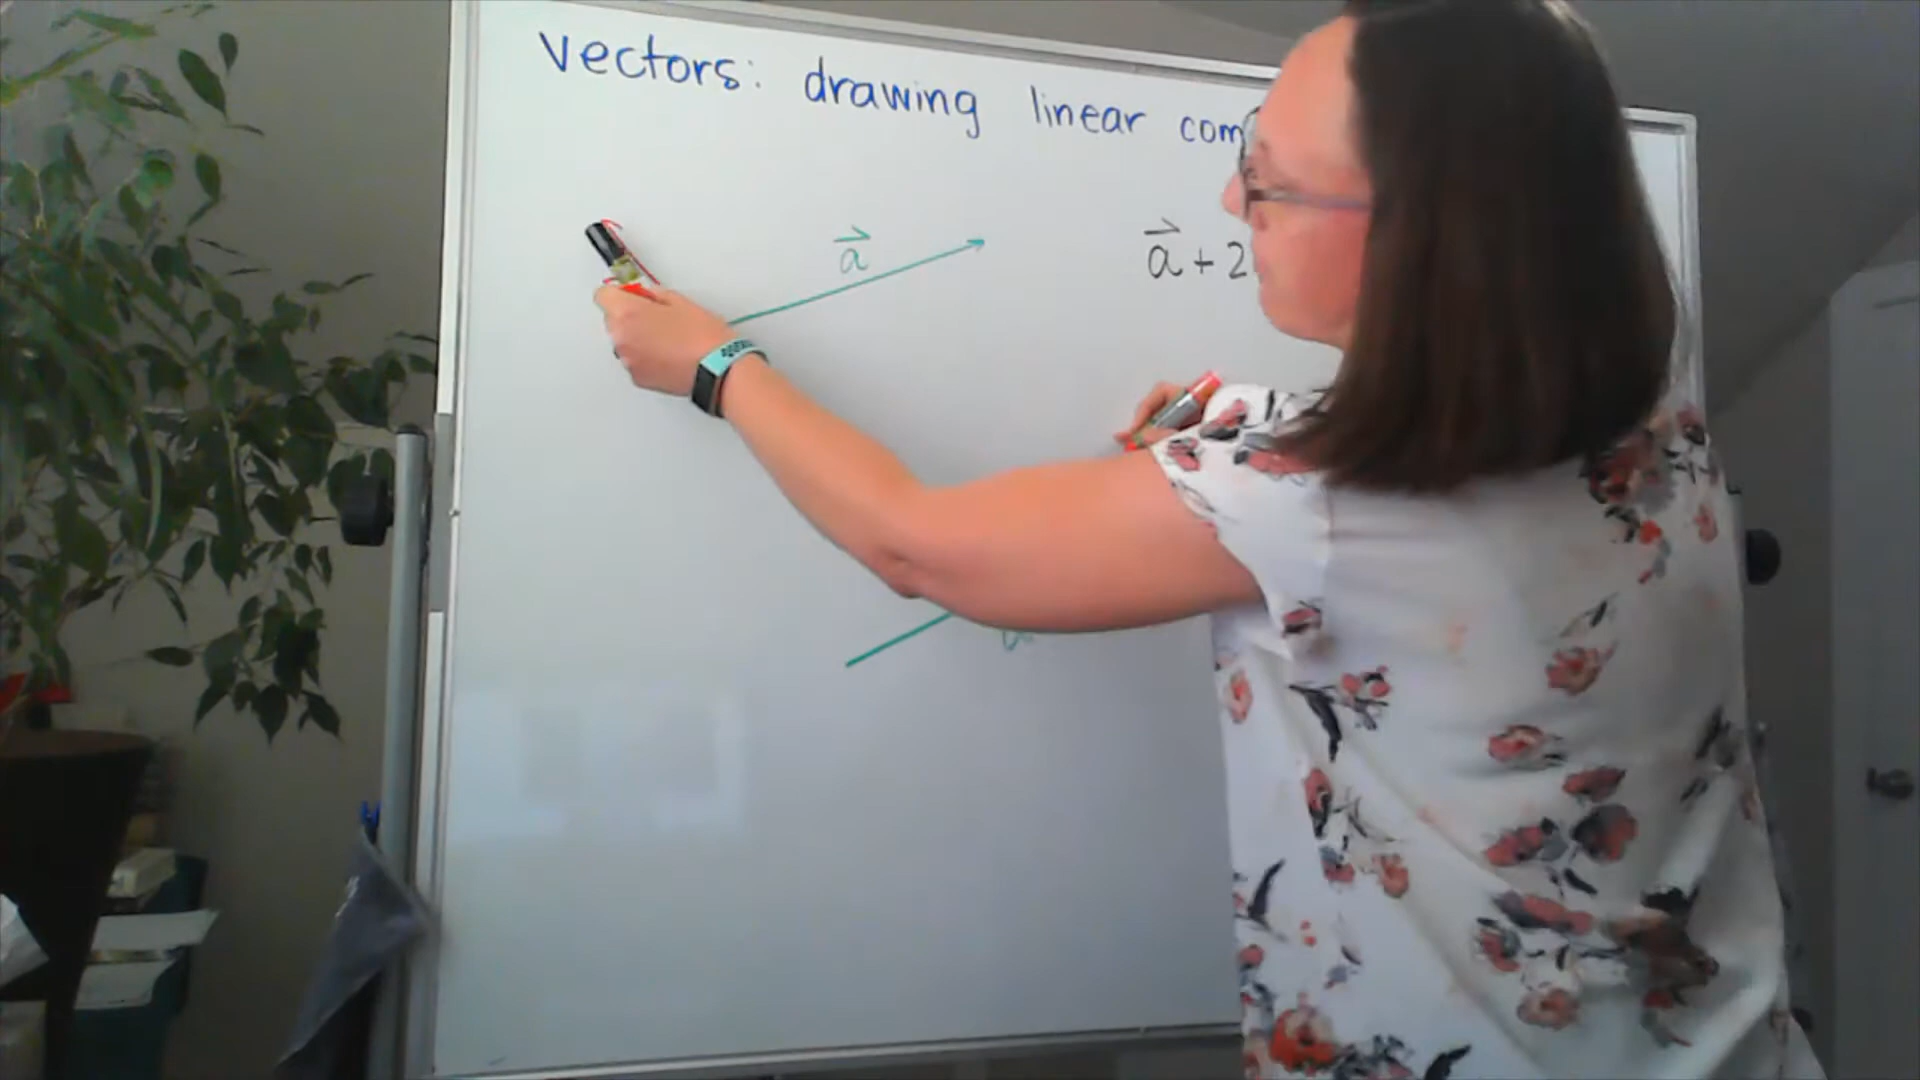 Vectors: drawing linear com
a
a + 2
a